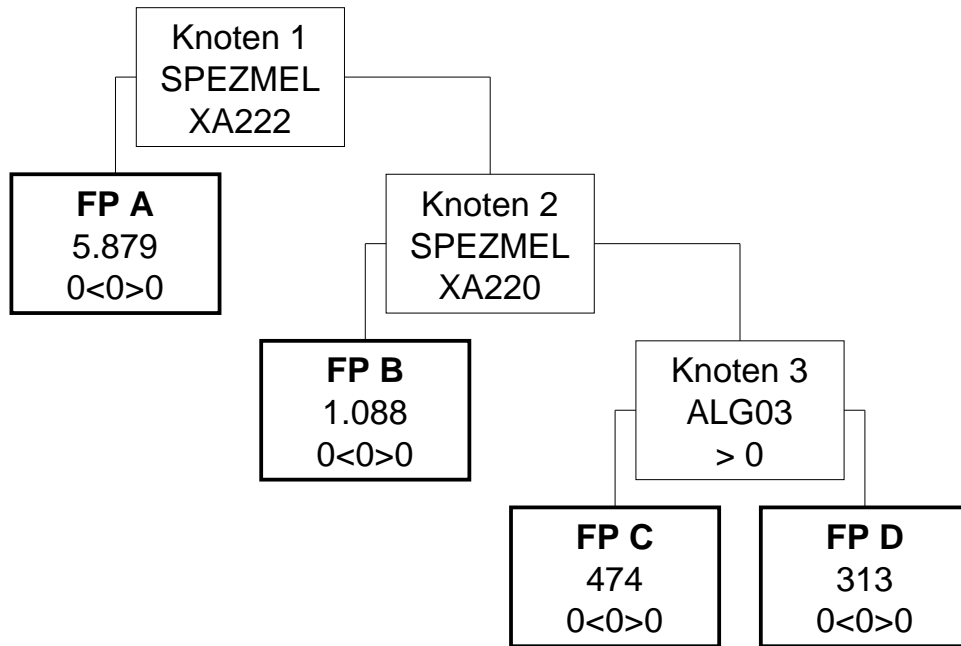 Knoten 1
SPEZMEL
XA222
FP A
5.879
0<0>0
Knoten 2
SPEZMEL
XA220
FP B
1.088
0<0>0
Knoten 3
ALG03
> 0
FP C
474
0<0>0
FP D
313
0<0>0